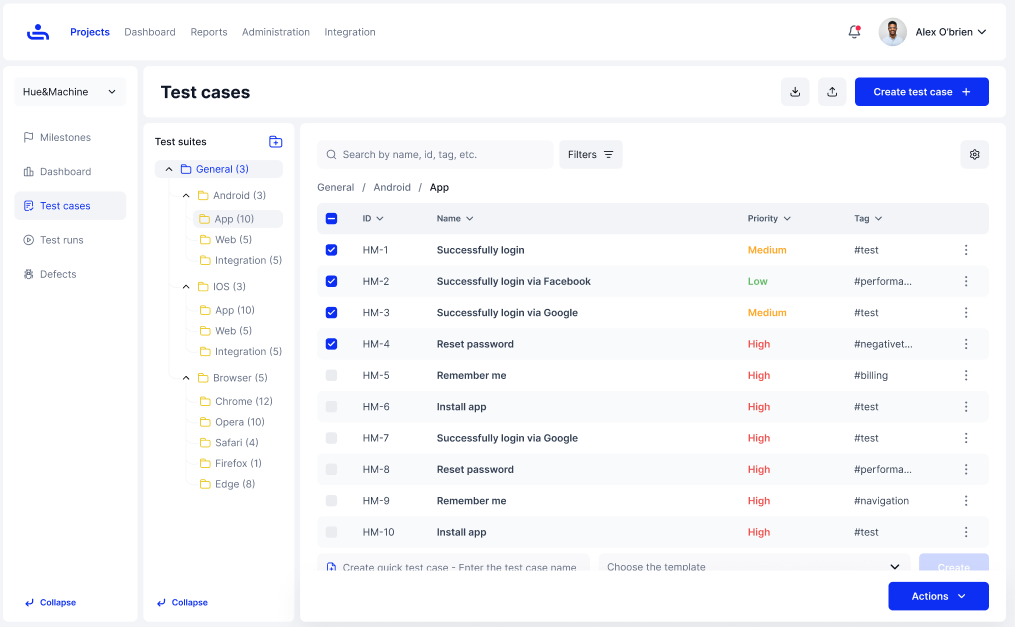 Projects Dashboard Reports Administration Integration Alex O'brien
Hue&Machine
Milestones
Dashboard
Test cases
Test runs
Defects
Collapse
Test cases
Create test case +
Test suites
General (3)
Android (3)
App (10)
Web (5)
Integration (5)
IOS (3)
App (10)
Web (5)
Integration (5)
Browser (5)
Chrome (12)
Opera (10)
Safari (4)
Firefox (1)
Edge (8)
Collapse
Search by name, id, tag, etc. Filters
General / Android / App
ID Name Priority Tag
HM-1 Successfully login Medium #test
HM-2 Successfully login via Facebook Low #performa...
HM-3 Successfully login via Google Medium #test
HM-4 Reset password High #negativet...
HM-5 Remember me High #billing
HM-6 Install app High #test
HM-7 Successfully login via Google High #test
HM-8 Reset password High #performa...
HM-9 Remember me High #navigation
HM-10 Install app High #test
Create quick test case - Enter the test case name Choose the template Create
Actions